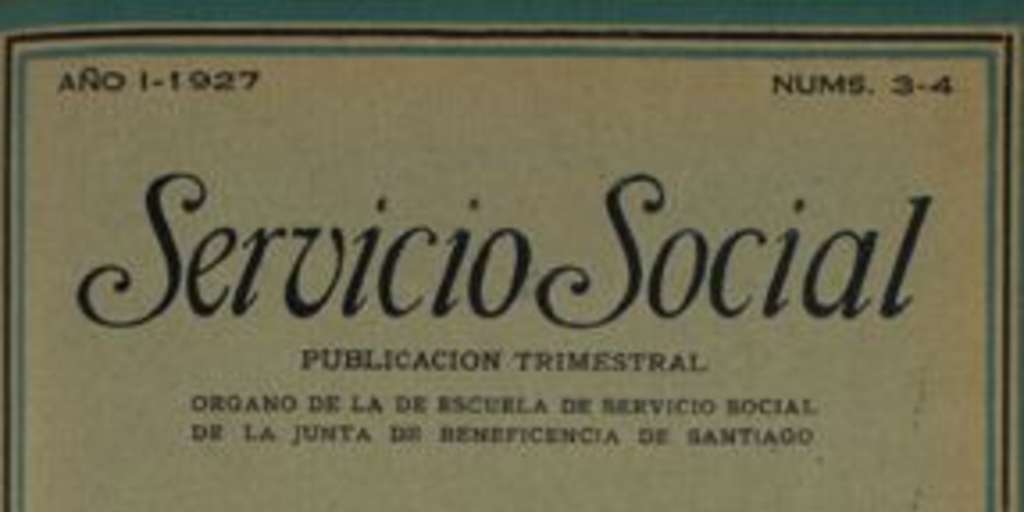 AÑO I-1927
NUMS. 3-4
Servicio Social
PUBLICACION TRIMESTRAL
ORGANO DE LA DE ESCUELA DE SERVICIO SOCIAL
DE LA JUNTA DE BENEFICENCIA DE SANTIAGO